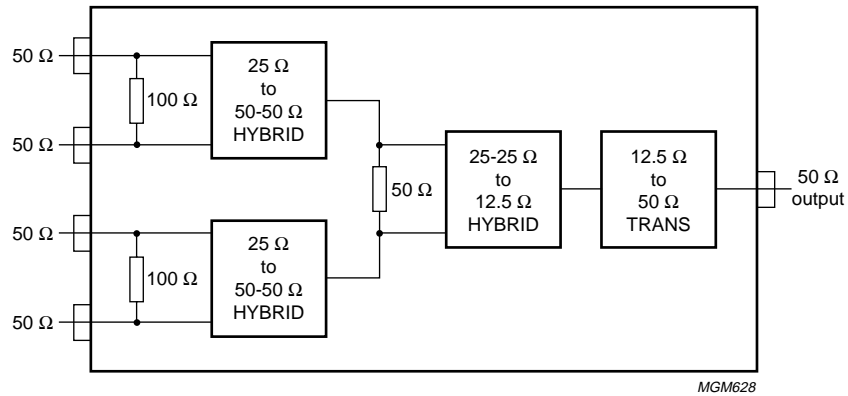 50 Ω
100 Ω
50 Ω
25 Ω
to
50-50 Ω
HYBRID
50 Ω
100 Ω
50 Ω
25 Ω
to
50-50 Ω
HYBRID
50 Ω
25-25 Ω
to
12.5 Ω
HYBRID
12.5 Ω
to
50 Ω
TRANS
50 Ω
output
MGM628